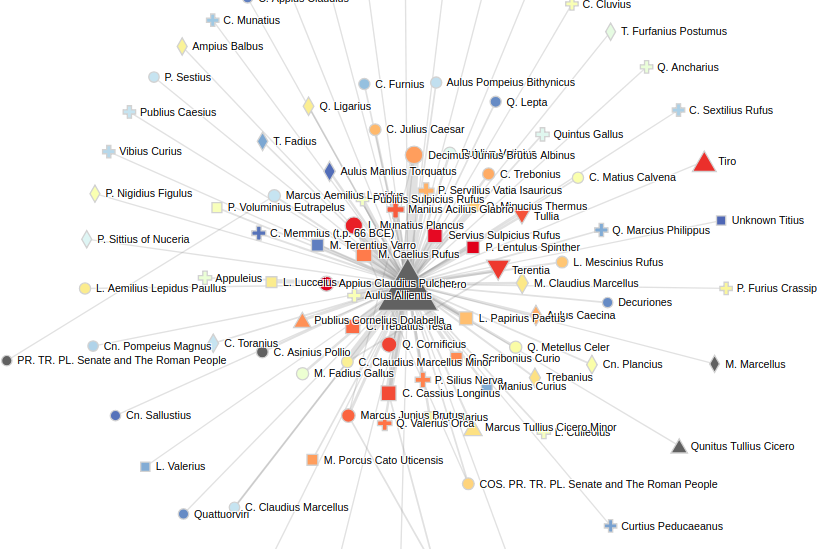 C. Appius Claudius
C. Cluvius
C. Munatius
T. Furfanius Postumus
Ampius Balbus
Q. Ancharius
P. Sestius
C. Furnius
Aulus Pompeius Bithynicus
Q. Lepta
Publius Caesius
Q. Ligarius
C. Sextilius Rufus
C. Julius Caesar
Quintus Gallus
T. Fadius
Vibius Curius
Decimus Junius Brutus Albinus
Tiro
Aulus Manlius Torquatus
C. Trebonius
C. Matius Calvena
P. Nigidius Figulus
Marcus Aemilius Lepidus
P. Servilius Vatia Isauricus
Publius Sulpicius Rufus
P. Voluminius Eutrapelus
Manius Acilius Glabrio
Q. Minucius Thermus
Tullia
Unknown Titius
L. Munatius Plancus
C. Memmius (t.p. 66 BCE)
Servius Sulpicius Rufus
Q. Marcius Philippus
P. Sittius of Nuceria
M. Terentius Varro
P. Lentulus Spinther
M. Caelius Rufus
L. Mescinius Rufus
Terentia
Appuleius
L. Lucceius
Appius Claudius Pulcher
M. Claudius Marcellus
L. Aemilius Lepidus Paullus
P. Furius Crassip
Aulus Allienus
Decuriones
Aulus Caecina
Publius Cornelius Dolabella
L. Papirius Paetus
C. Trebatius Testa
Cn. Pompeius Magnus
C. Toranius
Q. Cornificius
Q. Metellus Celer
C. Asinius Pollio
PR. TR. PL. Senate and The Roman People
C. Scribonius Curio
C. Claudius Marcellus Minor
Cn. Plancius
M. Marcellus
M. Fadius Gallus
P. Silius Nerva
Trebanius
Manius Curius
C. Cassius Longinus
Cn. Sallustius
Marcus Junius Brutus
Q. Valerius Orca
Marcus Tullius Cicero Minor
L. Culleolus
Qunitus Tullius Cicero
M. Porcus Cato Uticensis
L. Valerius
COS. PR. TR. PL. Senate and The Roman People
C. Claudius Marcellus
Quattuorviri
Curtius Peducaeanus